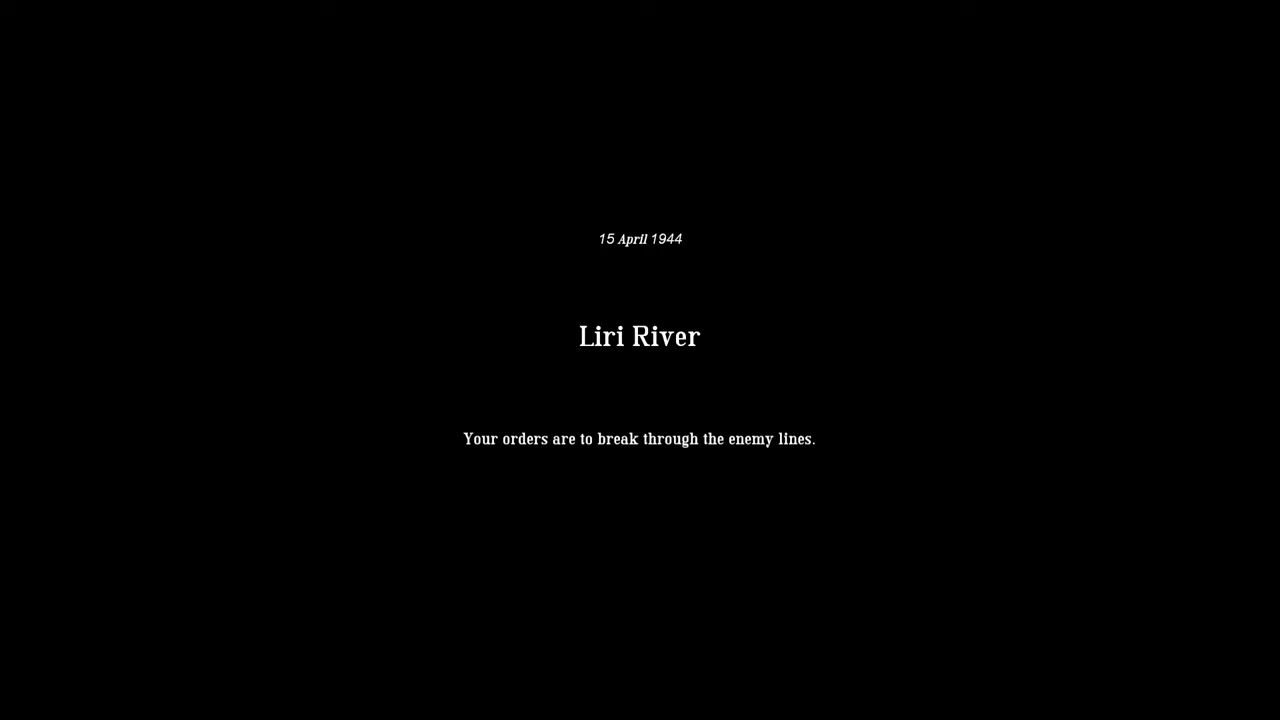 15 April 1944
Liri River
Your orders are to break through the enemy lines.